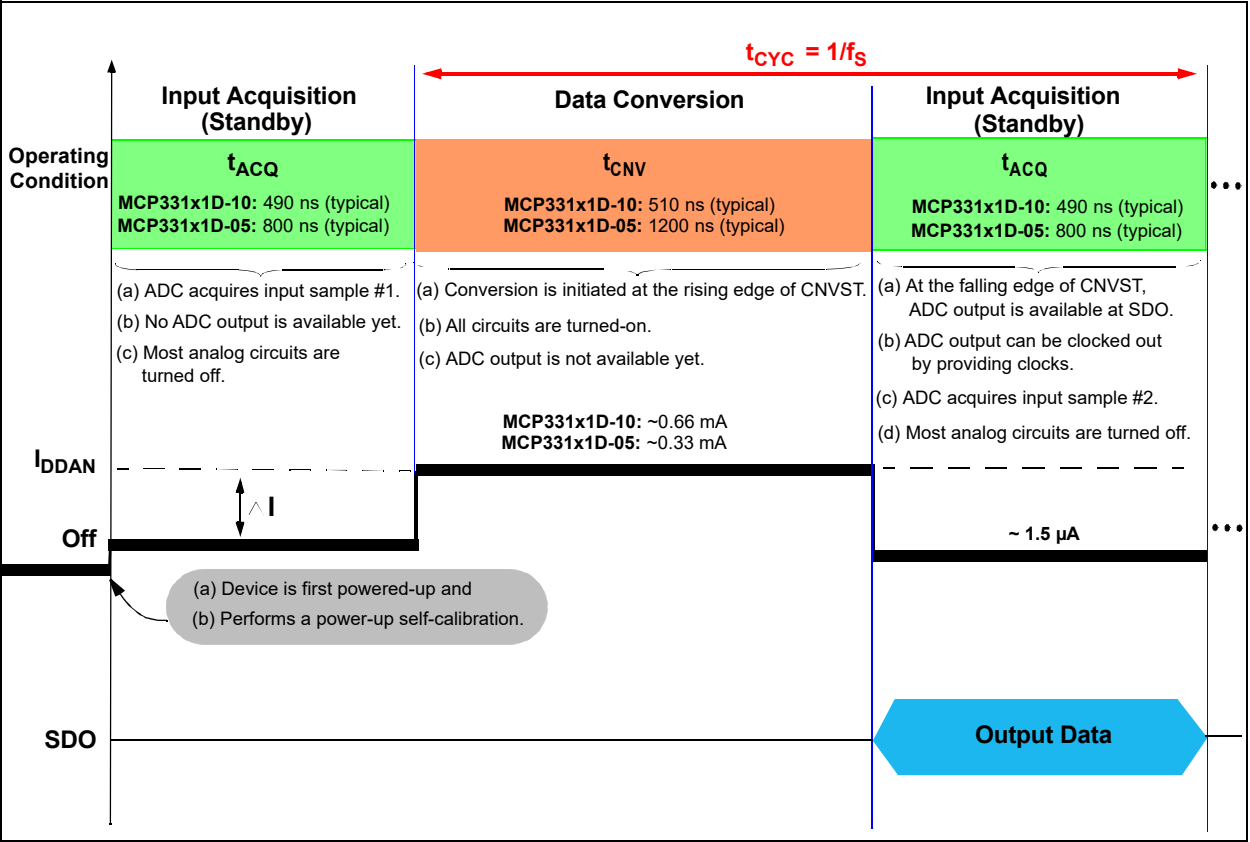 tCYC = 1/fS
Input Acquisition
(Standby)
Data Conversion
Input Acquisition
(Standby)
Operating
Condition
tACQ
MCP331x1D-10: 490 ns (typical)
MCP331x1D-05: 800 ns (typical)
tCNV
MCP331x1D-10: 510 ns (typical)
MCP331x1D-05: 1200 ns (typical)
tACQ
MCP331x1D-10: 490 ns (typical)
MCP331x1D-05: 800 ns (typical)
(a) ADC acquires input sample #1.
(b) No ADC output is available yet.
(c) Most analog circuits are
turned off.
(a) Conversion is initiated at the rising edge of CNVST.
(b) All circuits are turned-on.
(c) ADC output is not available yet.
(a) At the falling edge of CNVST,
ADC output is available at SDO.
(b) ADC output can be clocked out
by providing clocks.
(c) ADC acquires input sample #2.
(d) Most analog circuits are turned off.
MCP331x1D-10: ~0.66 mA
MCP331x1D-05: ~0.33 mA
IDDAN
△I
Off
~ 1.5 µA
(a) Device is first powered-up and
(b) Performs a power-up self-calibration.
SDO
Output Data